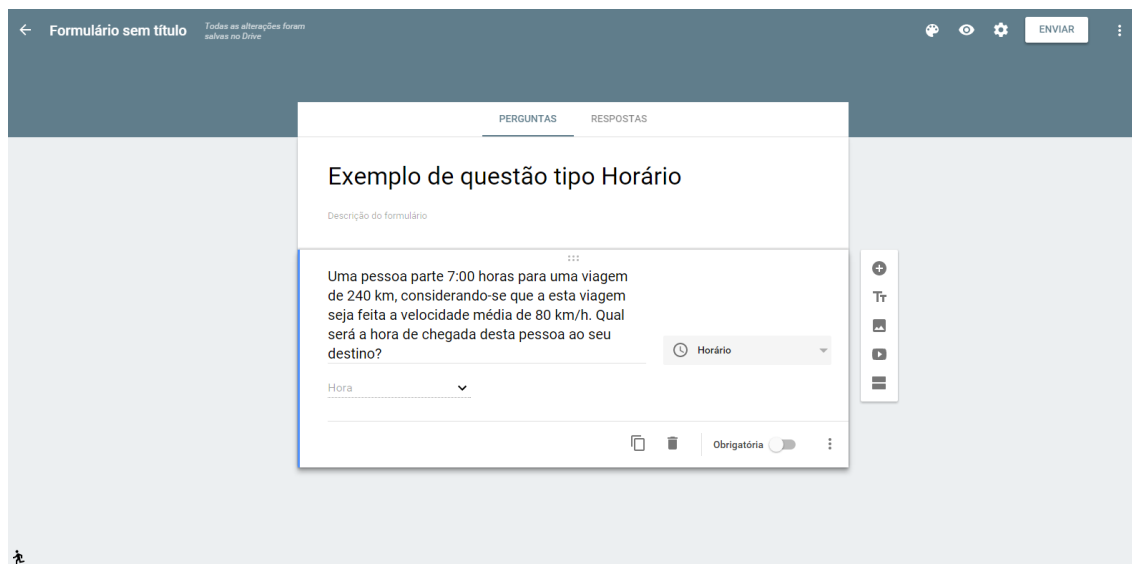 Formulário sem título
Todas as alterações foram
salvas no Drive
ENVIAR
PERGUNTAS RESPOSTAS
Exemplo de questão tipo Horário
Descrição do formulário
Uma pessoa parte 7:00 horas para uma viagem
de 240 km, considerando-se que a esta viagem
seja feita a velocidade média de 80 km/h. Qual
será a hora de chegada desta pessoa ao seu
destino?
Horário
Hora
Obrigatória